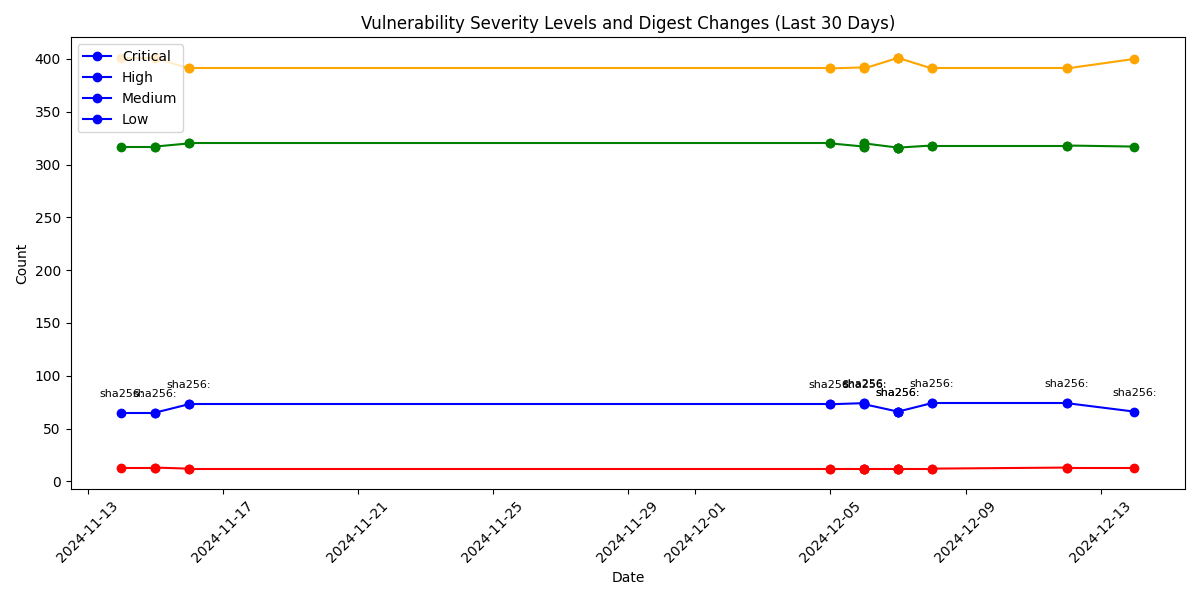 Vulnerability Severity Levels and Digest Changes (Last 30 Days)
Critical
High
Medium
Low
400
350
300
250
200
150
100
50
0
Count
sha256:
sha256:
sha256:
sha256:
sha256:
sha256:
sha256:
sha256:
sha256:
sha256:
sha256:
2024-11-13
2024-11-17
2024-11-21
2024-11-25
2024-11-29
2024-12-01
2024-12-05
2024-12-09
2024-12-13
Date